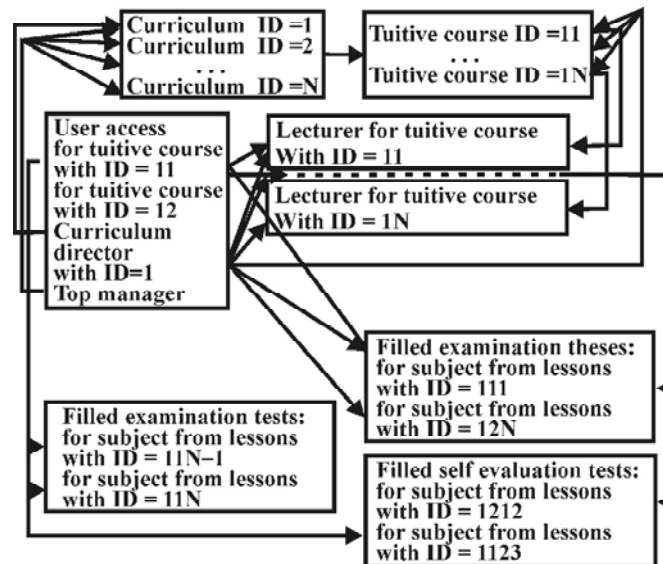 Curriculum ID =1
Curriculum ID =2
...
Curriculum ID =N
Tuitive course ID =11
...
Tuitive course ID =1N
User access
for tuitive course
with ID = 11
for tuitive course
with ID = 12
Curriculum
director
with ID=1
Top manager
Lecturer for tuitive course
With ID = 11
Lecturer for tuitive course
With ID = 1N
Filled examination theses:
for subject from lessons
with ID = 111
for subject from lessons
with ID = 12N
Filled examination tests:
for subject from lessons
with ID = 11N–1
for subject from lessons
with ID = 11N
Filled self evaluation tests:
for subject from lessons
with ID = 1212
for subject from lessons
with ID = 1123